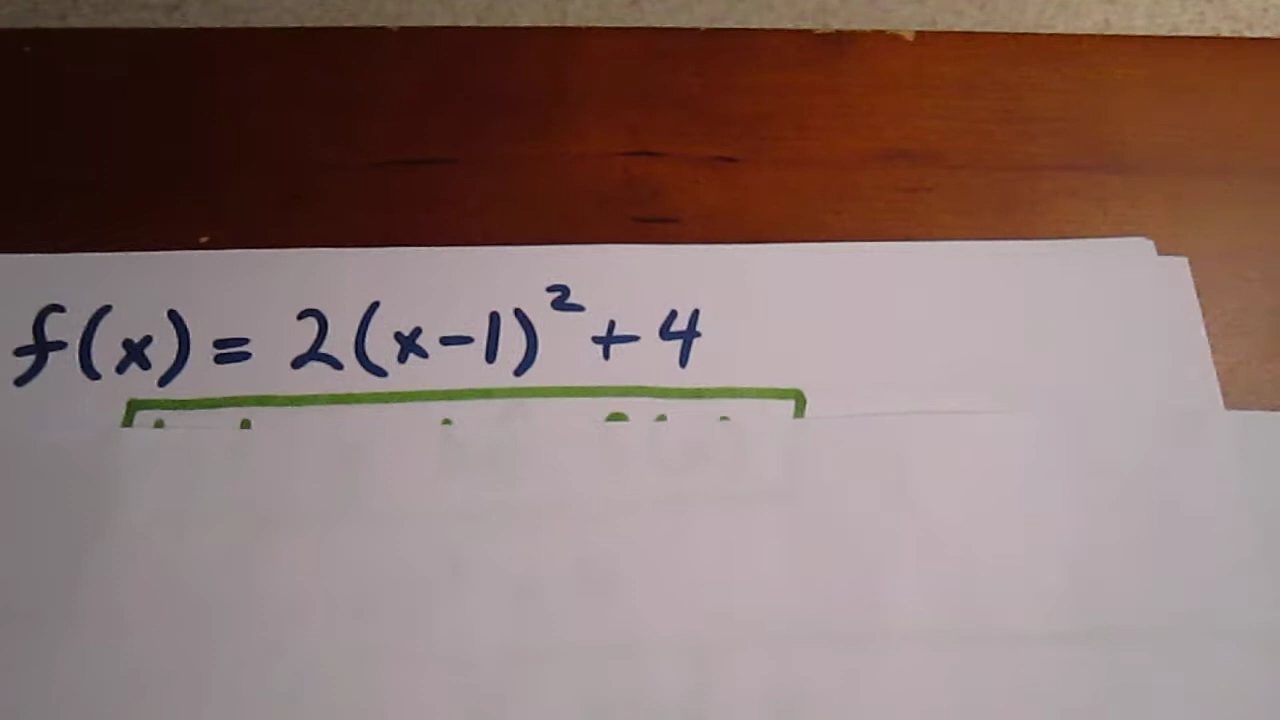 f(x) = 2(x-1)² + 4